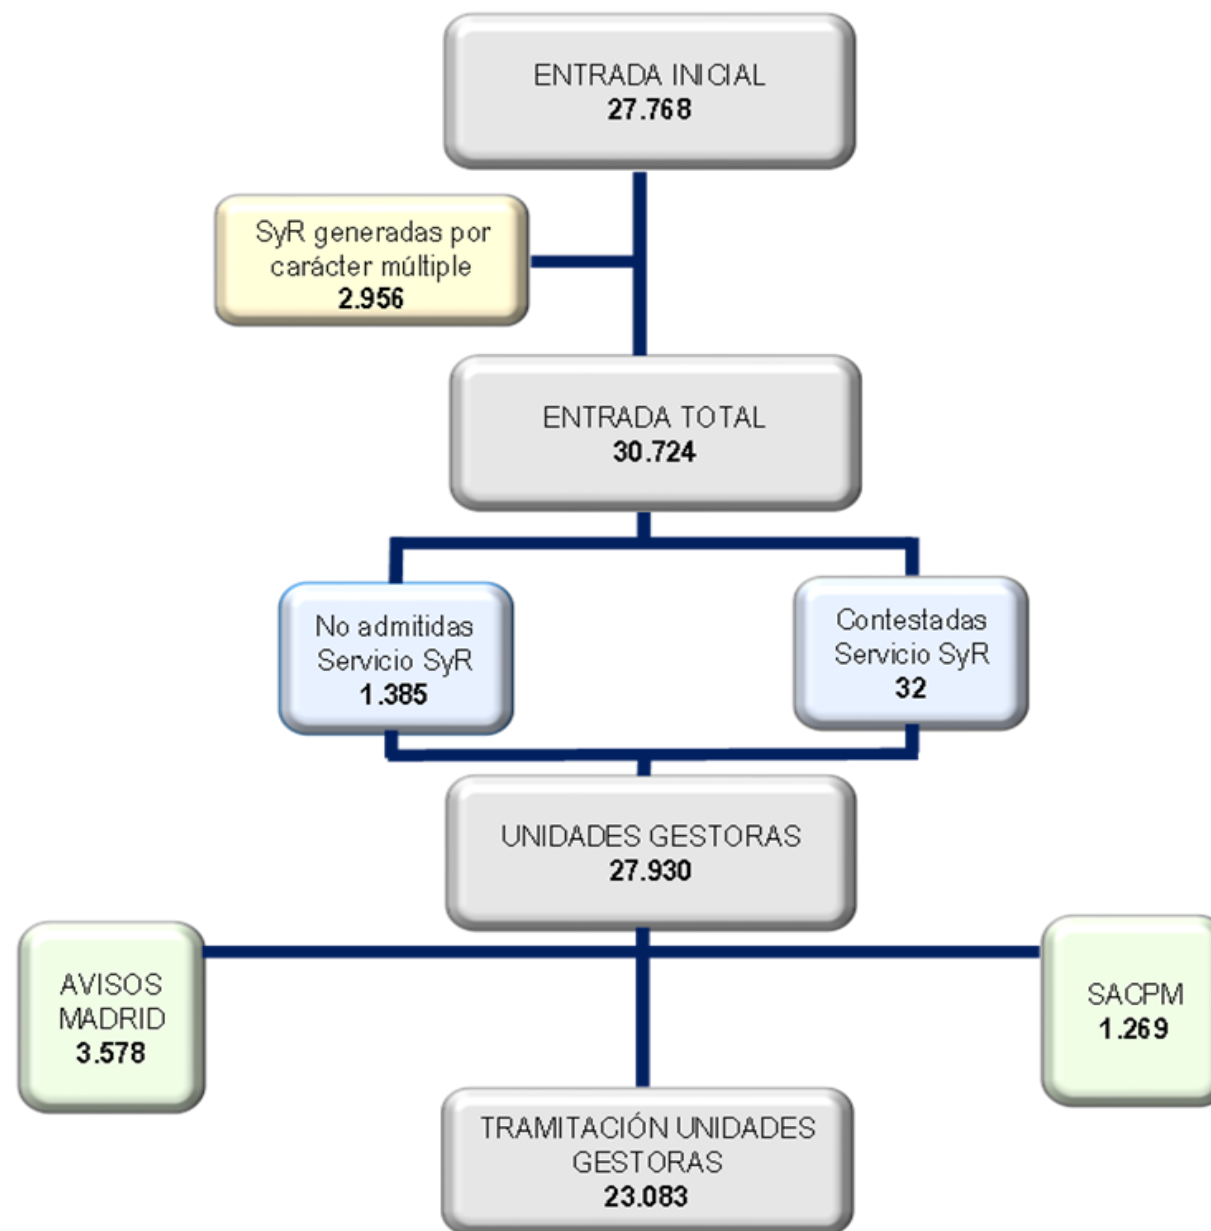 ENTRADA INICIAL
27.768
SyR generadas por
carácter múltiple
2.956
ENTRADA TOTAL
30.724
No admitidas
Servicio SyR
1.385
Contestadas
Servicio SyR
32
UNIDADES GESTORAS
27.930
AVISOS
MADRID
3.578
SACPM
1.269
TRAMITACIÓN UNIDADES
GESTORAS
23.083